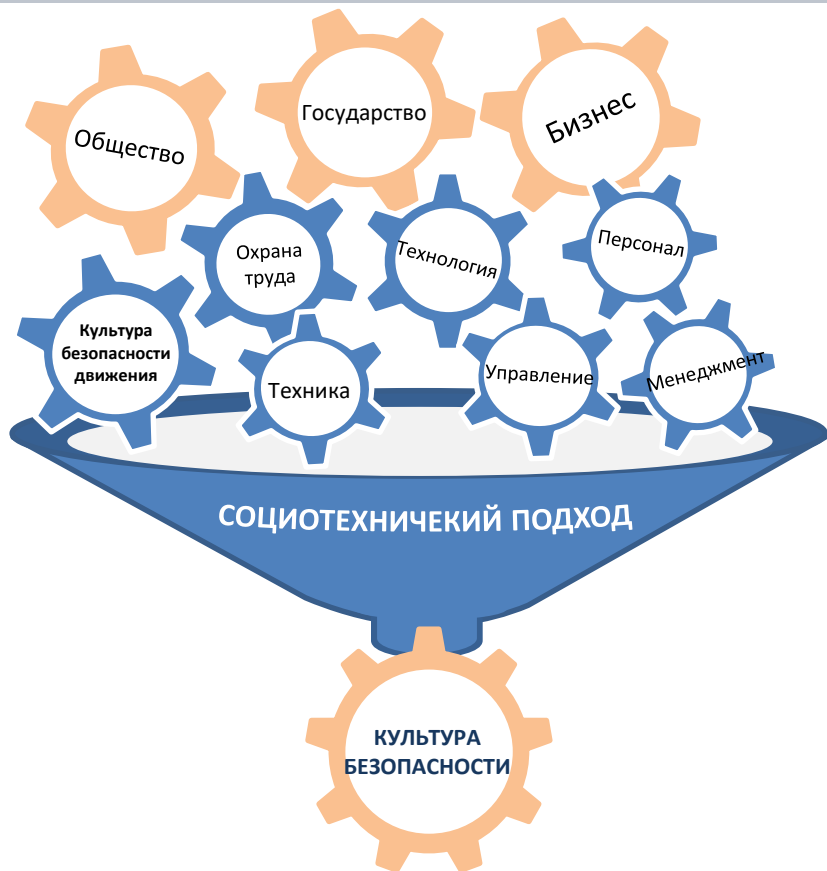 Общество
Государство
Бизнес
Охрана
труда
Технология
Персонал
Культура
безопасности
движения
Техника
Управление
Менеджмент
СОЦИОТЕХНИЧЕКИЙ ПОДХОД
КУЛЬТУРА
БЕЗОПАСНОСТИ